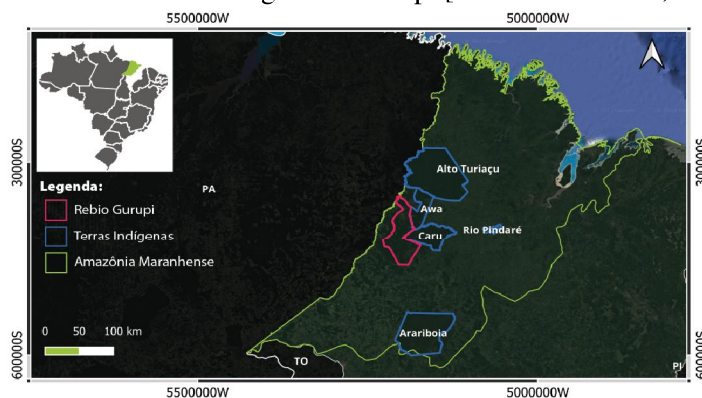 5500000W
5000000W
300000S
300000S
Alto Turiaçu
PA
Legenda:
Rebio Gurupi
Awa
Rio Pindaré
Caru
Terras Indígenas
Amazônia Maranhense
0 50 100 km
Arariboia
TO
PI
600000S
600000S
5500000W
5000000W